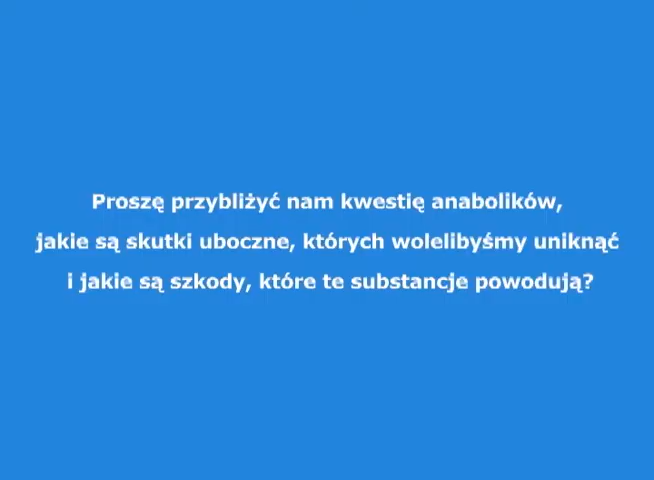 Proszę przybliżyć nam kwestię anabolików,
jakie są skutki uboczne, których wolelibyśmy uniknąć
i jakie są szkody, które te substancje powodują?